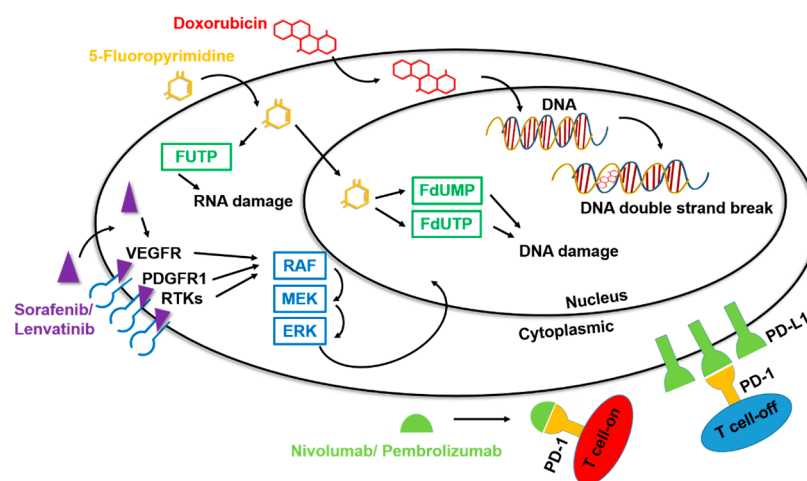 Doxorubicin
5-Fluoropyrimidine
DNA
FUTP
RNA damage
FdUMP
FdUTP
DNA double strand break
DNA damage
VEGFR
PDGFR1
RTKs
RAF
MEK
ERK
Sorafenib/
Lenvatinib
Nucleus
Cytoplasmic
PD-L1
PD-1
T cell-off
Nivolumab/ Pembrolizumab
PD-1
T cell-on